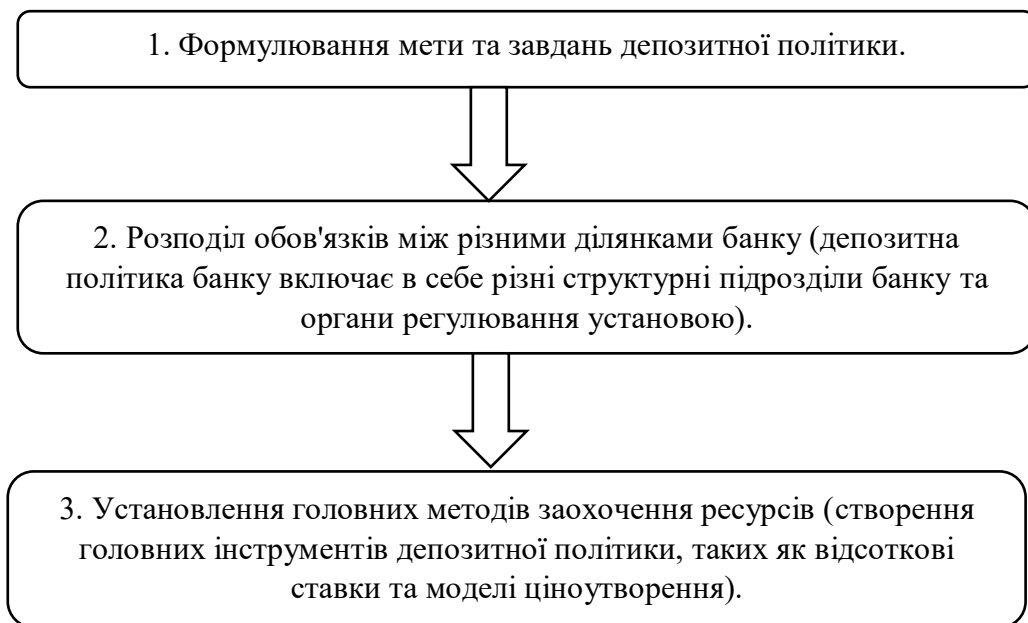 1. Формулювання мети та завдань депозитної політики.
2. Розподіл обов'язків між різними ділянками банку (депозитна
політика банку включає в себе різні структурні підрозділи банку та
органи регулювання установою).
3. Установлення головних методів заохочення ресурсів (створення
головних інструментів депозитної політики, таких як відсоткові
ставки та моделі ціноутворення).